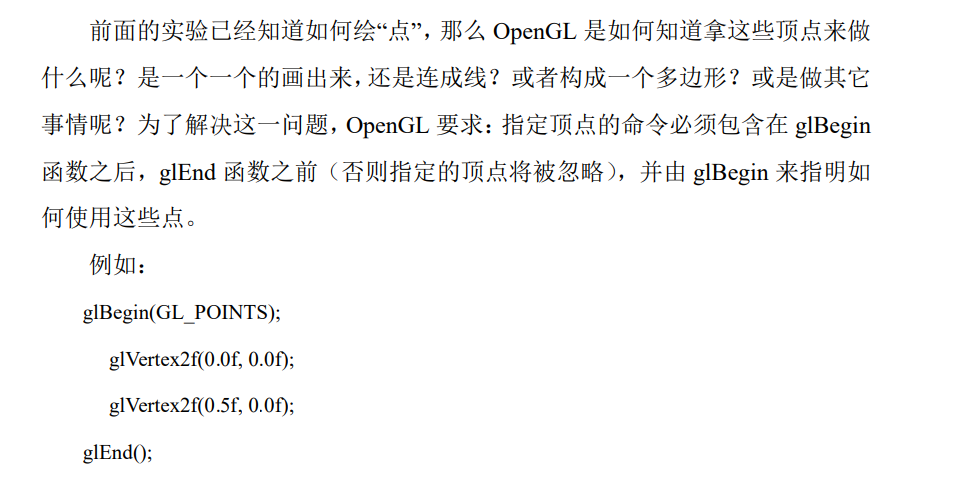 前面的实验已经知道如何绘“点”，那么 OpenGL 是如何知道拿这些顶点来做
什么呢？是一个一个的画出来，还是连成线？或者构成一个多边形？或是做其它
事情呢？为了解决这一问题，OpenGL 要求：指定顶点的命令必须包含在 glBegin
函数之后，glEnd 函数之前（否则指定的顶点将被忽略），并由 glBegin 来指明如
何使用这些点。
例如：
glBegin(GL_POINTS);
glVertex2f(0.0f, 0.0f);
glVertex2f(0.5f, 0.0f);
glEnd();